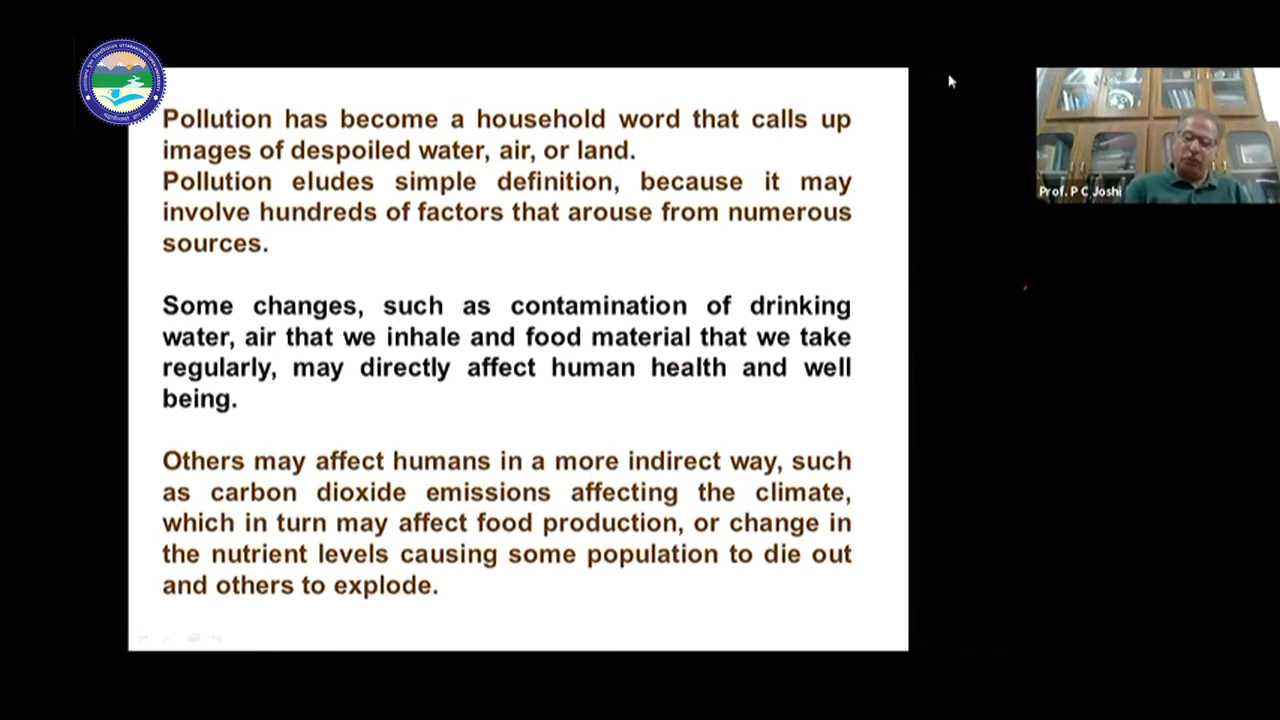 Pollution has become a household word that calls up
images of despoiled water, air, or land.
Pollution eludes simple definition, because it may
involve hundreds of factors that arouse from numerous
sources.
Some changes, such as contamination of drinking
water, air that we inhale and food material that we take
regularly, may directly affect human health and well
being.
Others may affect humans in a more indirect way, such
as carbon dioxide emissions affecting the climate,
which in turn may affect food production, or change in
the nutrient levels causing some population to die out
and others to explode.
Prof. P C Joshi